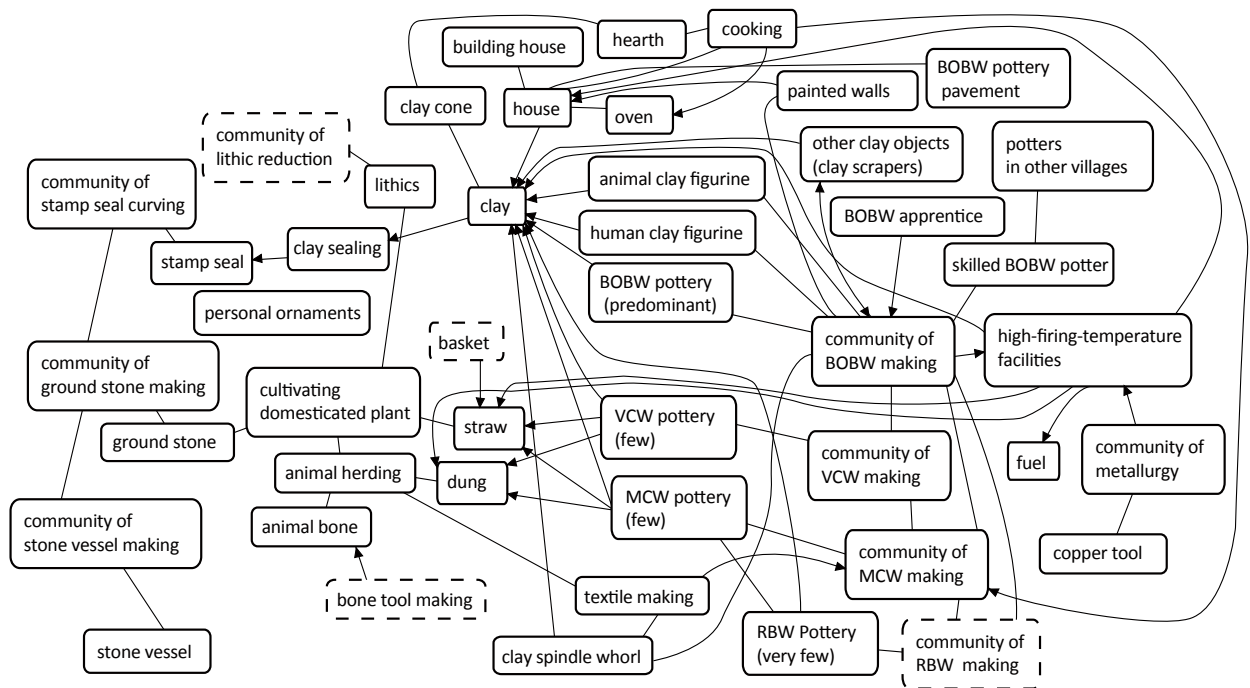 cooking
hearth
building house
BOBW pottery
pavement
painted walls
clay cone
house
oven
community of
lithic reduction
other clay objects
(clay scrapers)
potters
in other villages
community of
stamp seal curving
lithics
animal clay figurine
clay
BOBW apprentice
human clay figurine
clay sealing
stamp seal
skilled BOBW potter
BOBW pottery
(predominant)
personal ornaments
community of
BOBW making
high-firing-temperature
facilities
basket
community of
ground stone making
cultivating
domesticated plant
straw
VCW pottery
(few)
ground stone
community of
VCW making
fuel
community of
metallurgy
animal herding
dung
MCW pottery
(few)
community of
stone vessel making
animal bone
community of
MCW making
copper tool
bone tool making
textile making
stone vessel
clay spindle whorl
RBW Pottery
(very few)
community of
RBW making